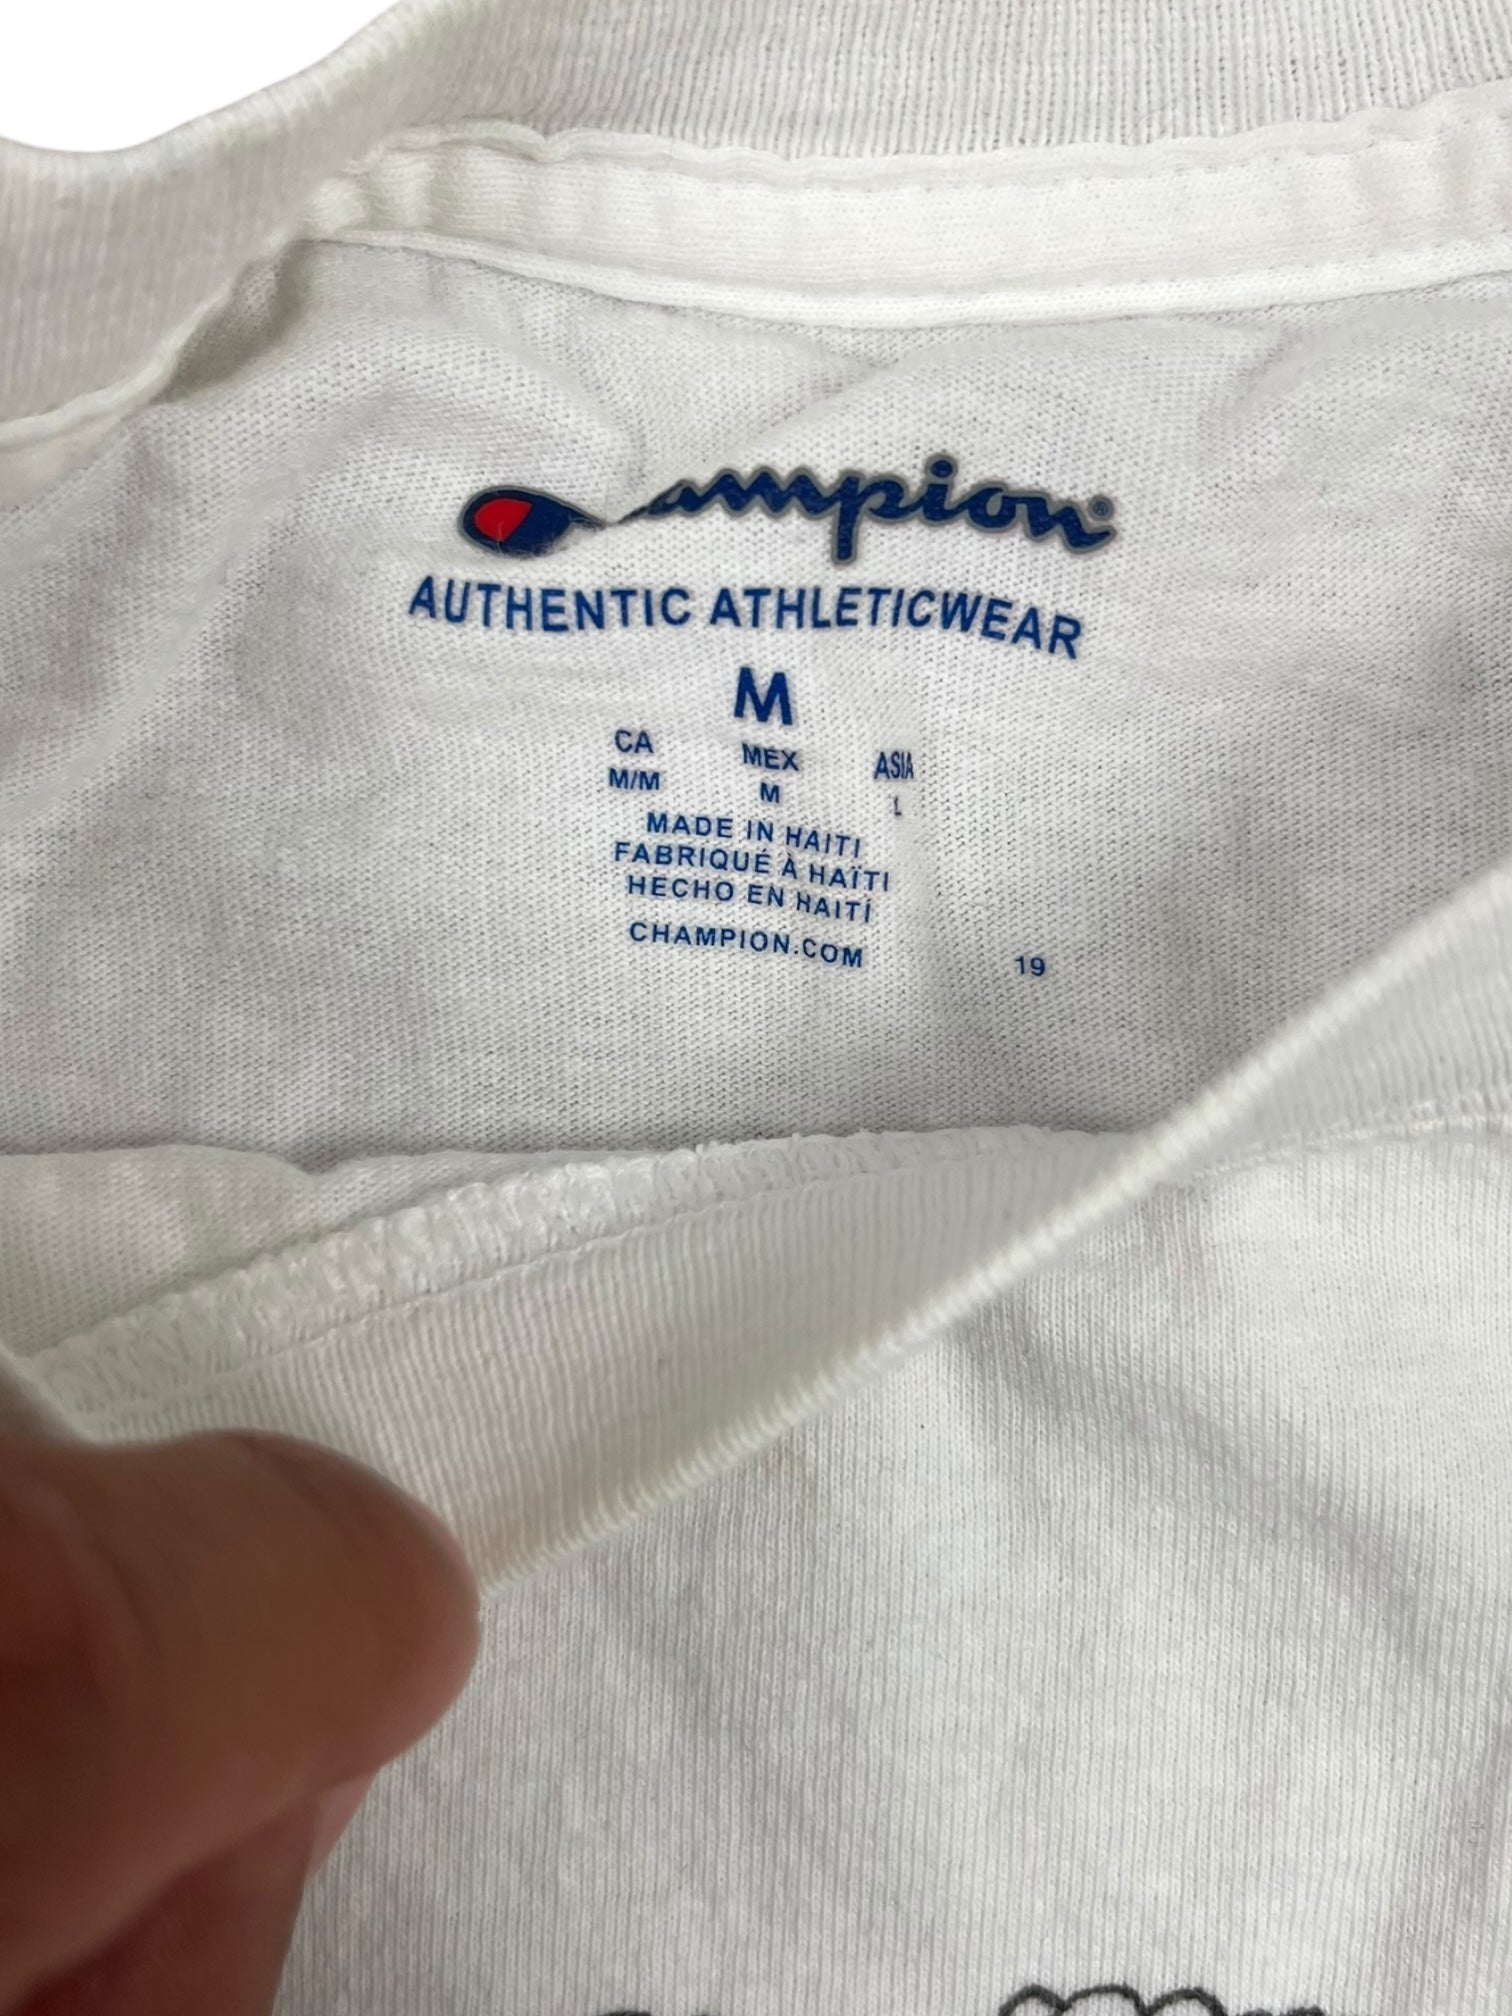 Champion®
AUTHENTIC ATHLETICWEAR
M
CA MEX ASIA
M/M M L
MADE IN HAITI
FABRIQUÉ À HAÏTI
HECHO EN HAITÍ
CHAMPION.COM
19